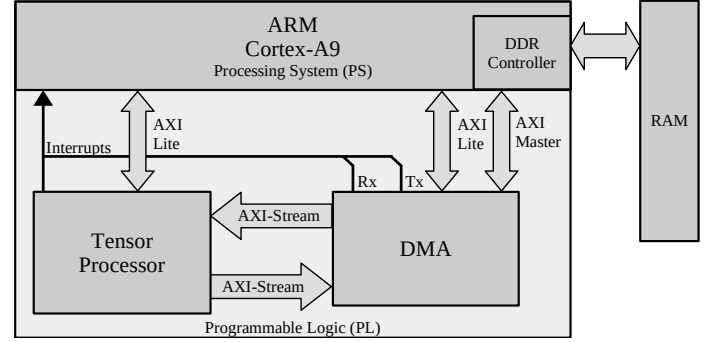 ARM
Cortex-A9
Processing System (PS)
DDR
Controller
RAM
AXI
Lite
AXI
Lite
AXI
Master
Interrupts
Rx
Tx
Tensor
Processor
AXI-Stream
AXI-Stream
DMA
Programmable Logic (PL)